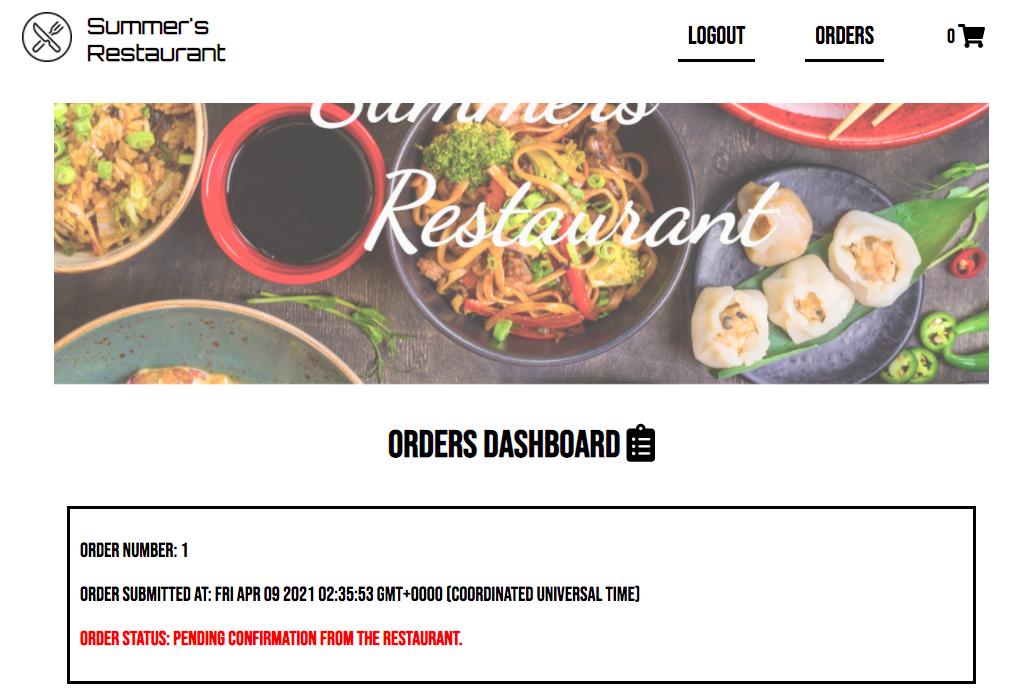 Summer's
Restaurant
LOGOUT
ORDERS
0
Summers
Restaurant
ORDERS DASHBOARD
ORDER NUMBER: 1
ORDER SUBMITTED AT: FRI APR 09 2021 02:35:53 GMT+0000 (COORDINATED UNIVERSAL TIME)
ORDER STATUS: PENDING CONFIRMATION FROM THE RESTAURANT.